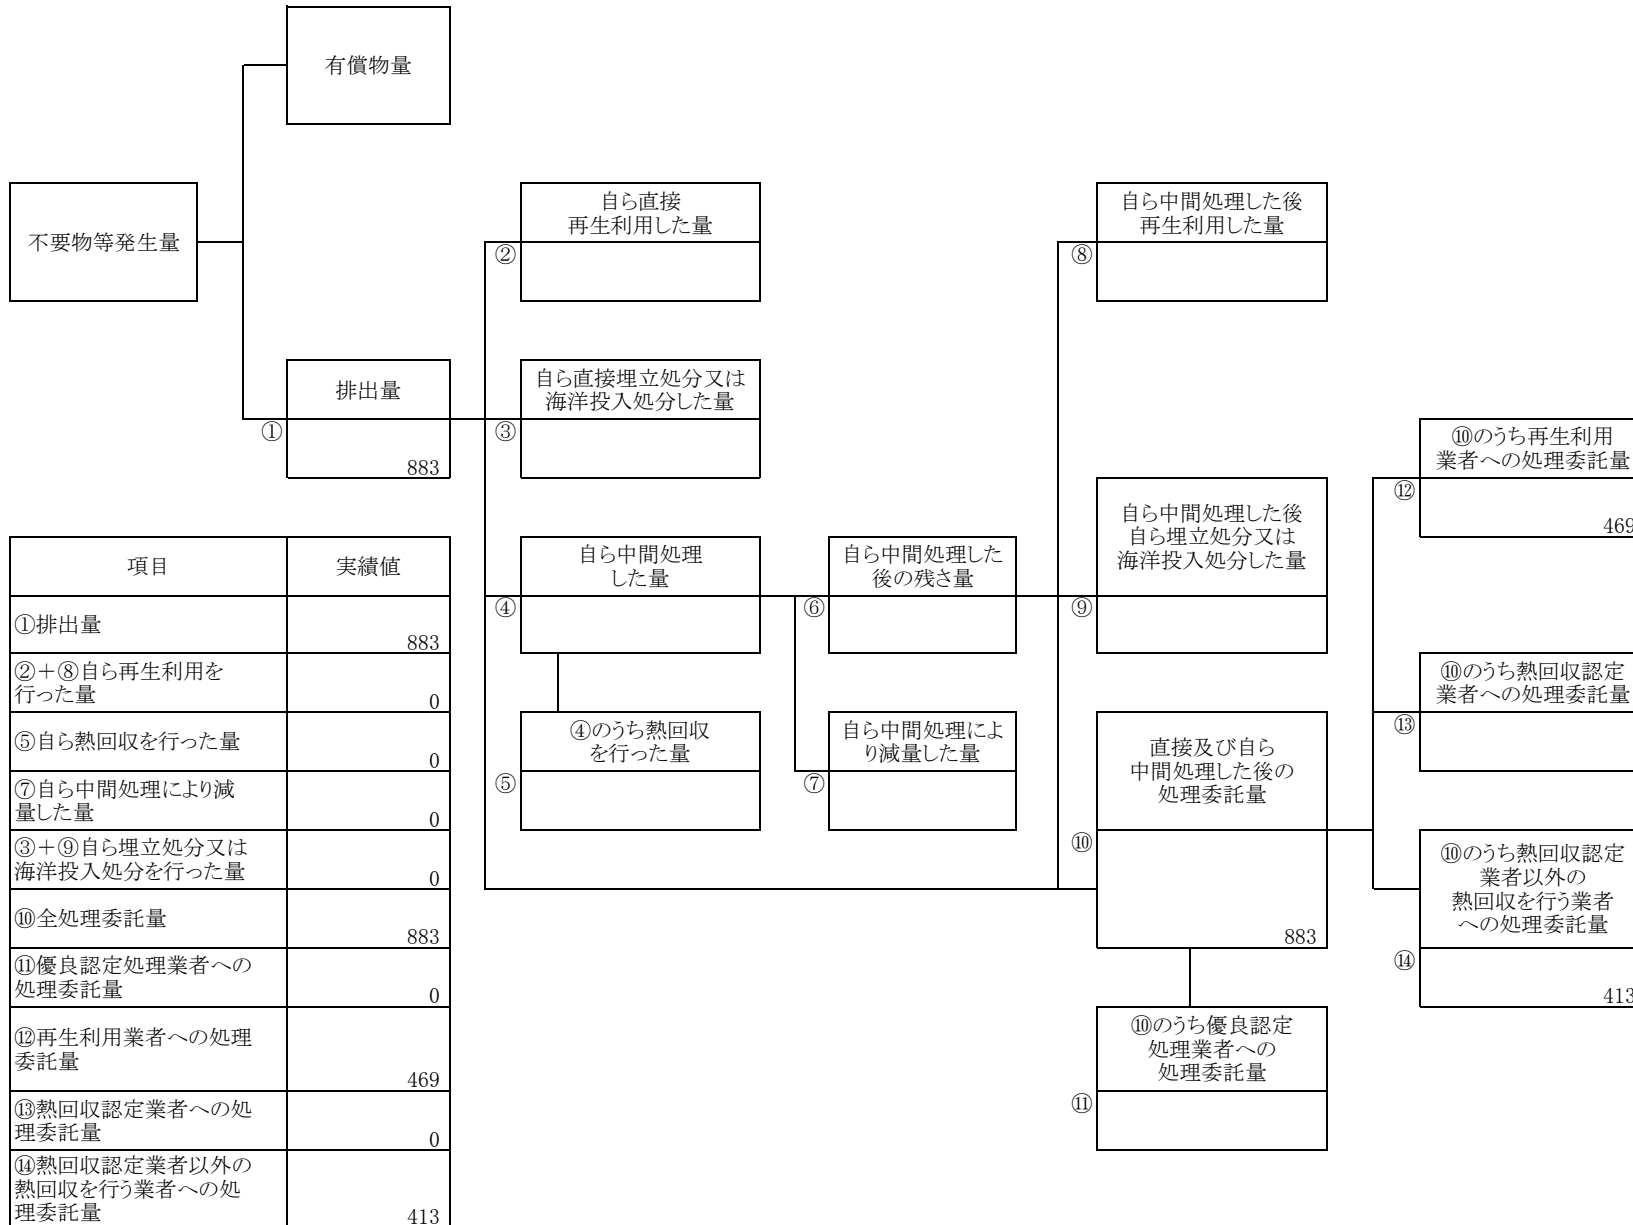 有償物量
不要物等発生量
排出量
①
883
自ら直接
再生利用した量
②
自ら直接埋立処分又は
海洋投入処分した量
③
自ら中間処理
した量
④
④のうち熱回収
を行った量
⑤
自ら中間処理した
後の残さ量
⑥
自ら中間処理によ
り減量した量
⑦
自ら中間処理した後
再生利用した量
⑧
自ら中間処理した後
自ら埋立処分又は
海洋投入処分した量
⑨
直接及び自ら
中間処理した後の
処理委託量
⑩
883
⑩のうち優良認定
処理業者への
処理委託量
⑪
⑩のうち再生利用
業者への処理委託量
⑫
469
⑩のうち熱回収認定
業者への処理委託量
⑬
⑩のうち熱回収認定
業者以外の
熱回収を行う業者
への処理委託量
⑭
413
項目 実績値
①排出量
883
②+⑧自ら再生利用を
行った量
0
⑤自ら熱回収を行った量
0
⑦自ら中間処理により減
量した量
0
③+⑨自ら埋立処分又は
海洋投入処分を行った量
0
⑩全処理委託量
883
⑪優良認定処理業者への
処理委託量
0
⑫再生利用業者への処理
委託量
469
⑬熱回収認定業者への処
理委託量
0
⑭熱回収認定業者以外の
熱回収を行う業者への処
理委託量
413